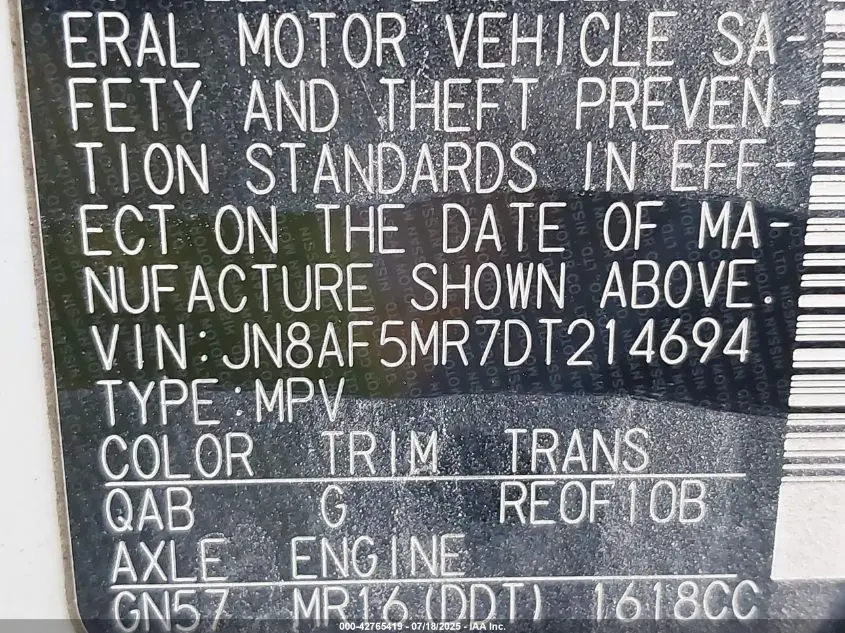 ERAL MOTOR VEHICLE SA-
FETY AND THEFT PREVEN-
TION STANDARDS IN EFF-
ECT ON THE DATE OF MA-
NUFACTURE SHOWN ABOVE.
VIN:JN8AF5MR7DT214694
TYPE:MPV
COLOR TRIM TRANS
QAB G RE0F10B
AXLE ENGINE
GN57 MR16(DDT) 1618CC
000-42765419 - 07/18/2025 - IAA Inc.